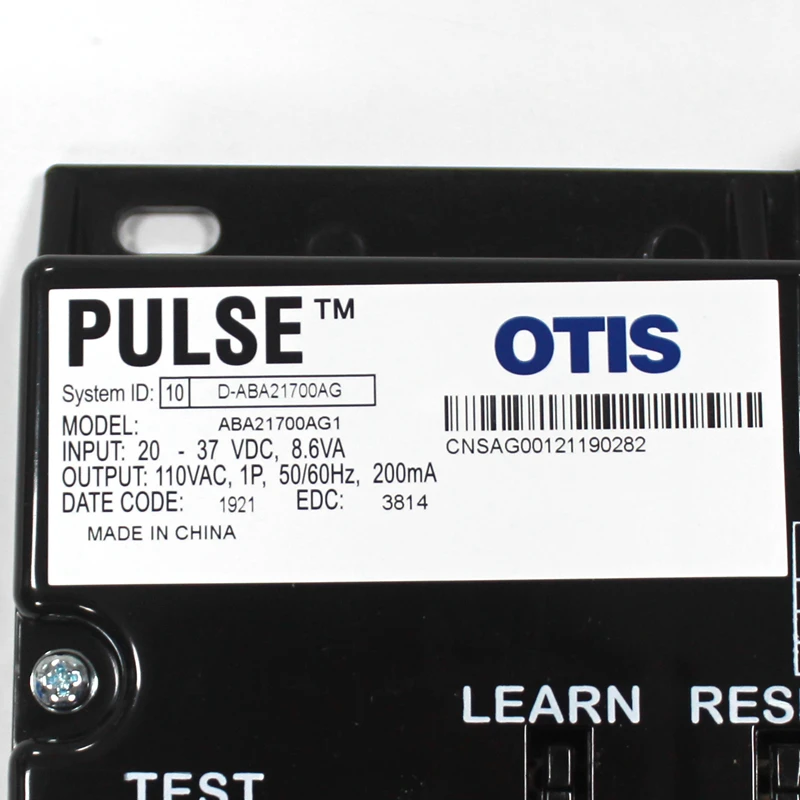 PULSE™
OTIS
System ID: 10 D-ABA21700AG
MODEL: ABA21700AG1
INPUT: 20 - 37 VDC, 8.6VA
CNSAG00121190282
OUTPUT: 110VAC, 1P, 50/60Hz, 200mA
DATE CODE: 1921 EDC: 3814
MADE IN CHINA
LEARN
RES
TEST